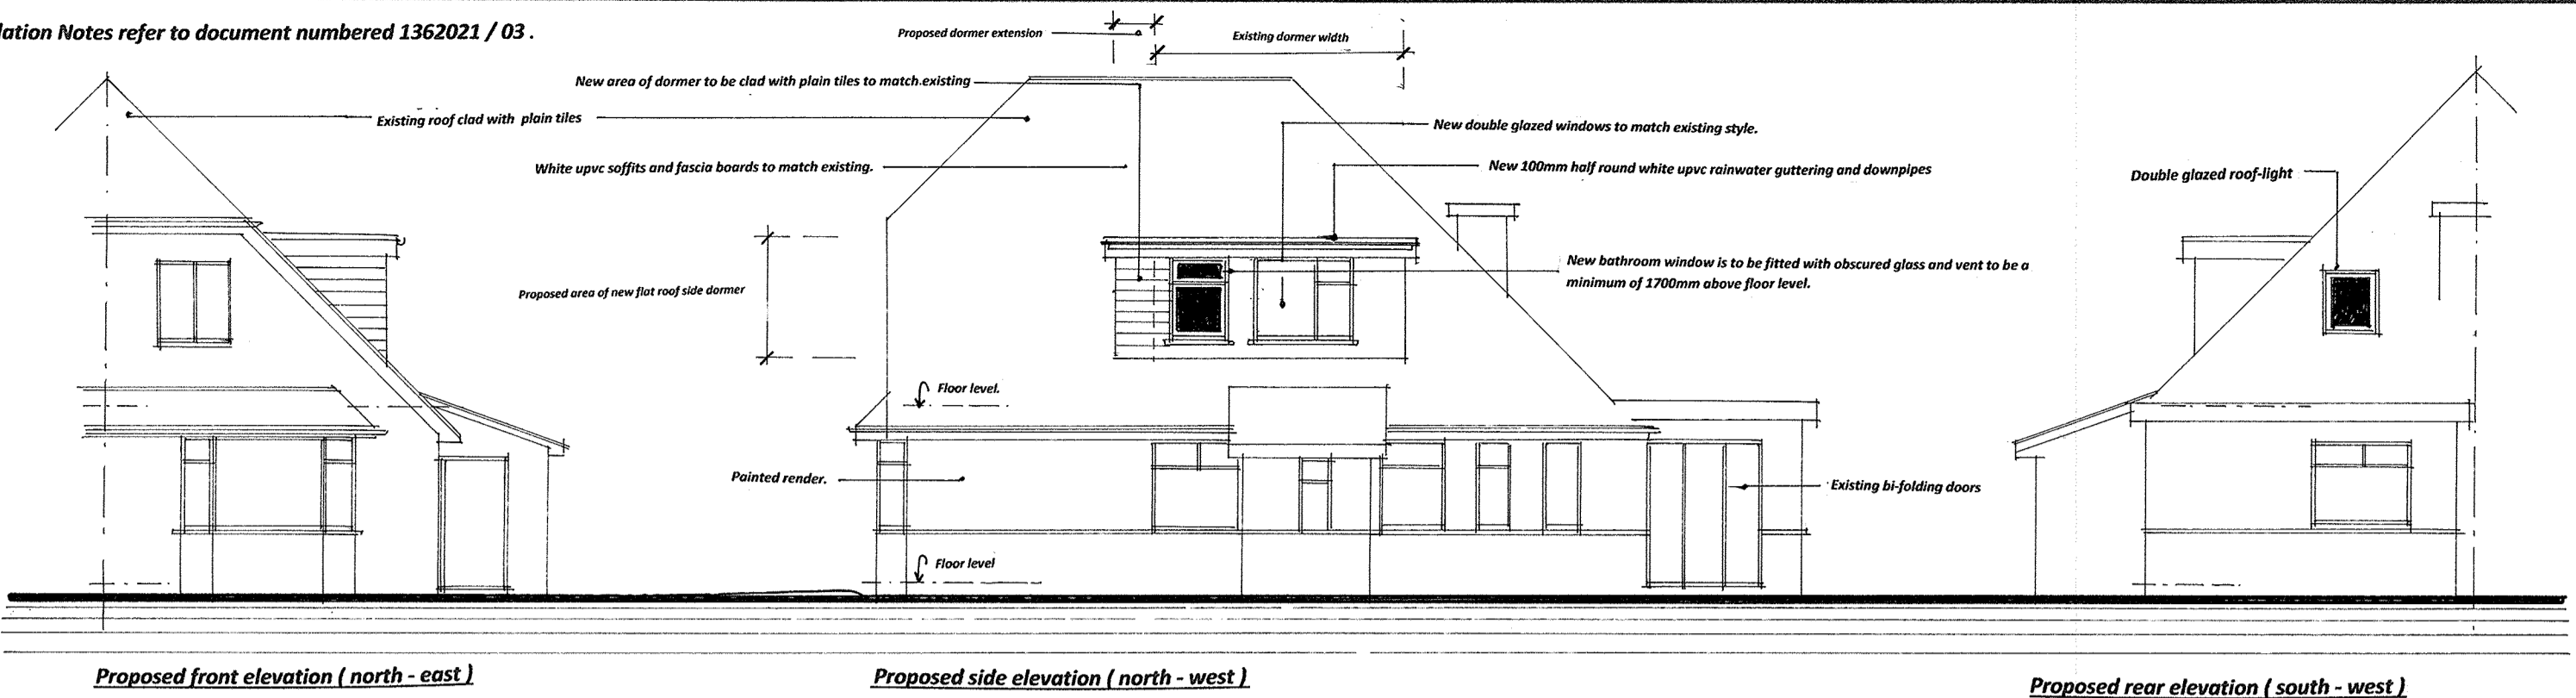 lation Notes refer to document numbered 1362021 / 03 .
Proposed dormer extension
Existing dormer width
New area of dormer to be clad with plain tiles to match.existing
Existing roof clad with plain tiles
New double glazed windows to match existing style.
White upvc soffits and fascia boards to match existing.
New 100mm half round white upvc rainwater guttering and downpipes
Double glazed roof-light
Proposed area of new flat roof side dormer
New bathroom window is to be fitted with obscured glass and vent to be a
minimum of 1700mm above floor level.
Floor level.
Painted render.
Existing bi-folding doors
Floor level
Proposed front elevation ( north - east )
Proposed side elevation ( north - west )
Proposed rear elevation ( south - west )